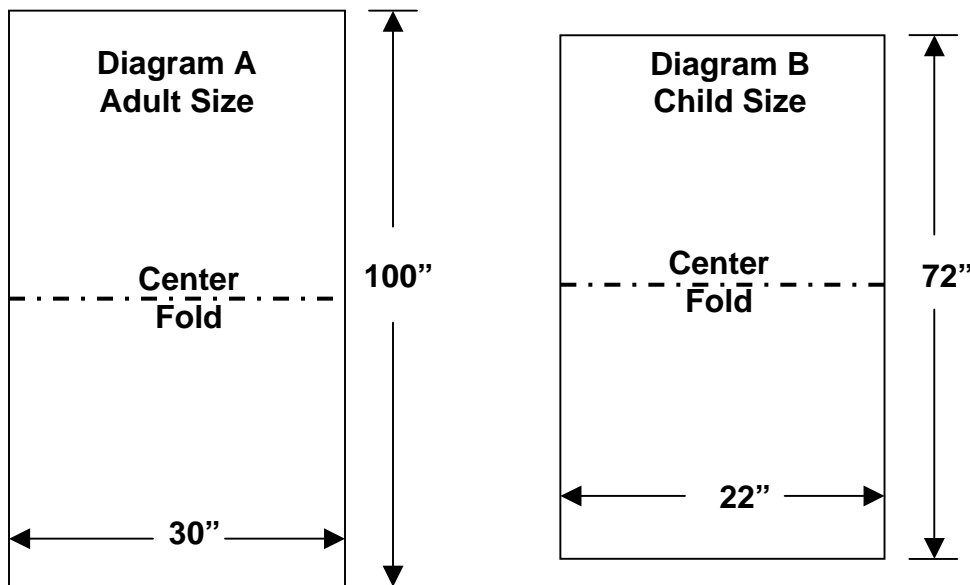 Diagram A
Adult Size
Center
Fold
100”
30”
Diagram B
Child Size
Center
Fold
72”
22”